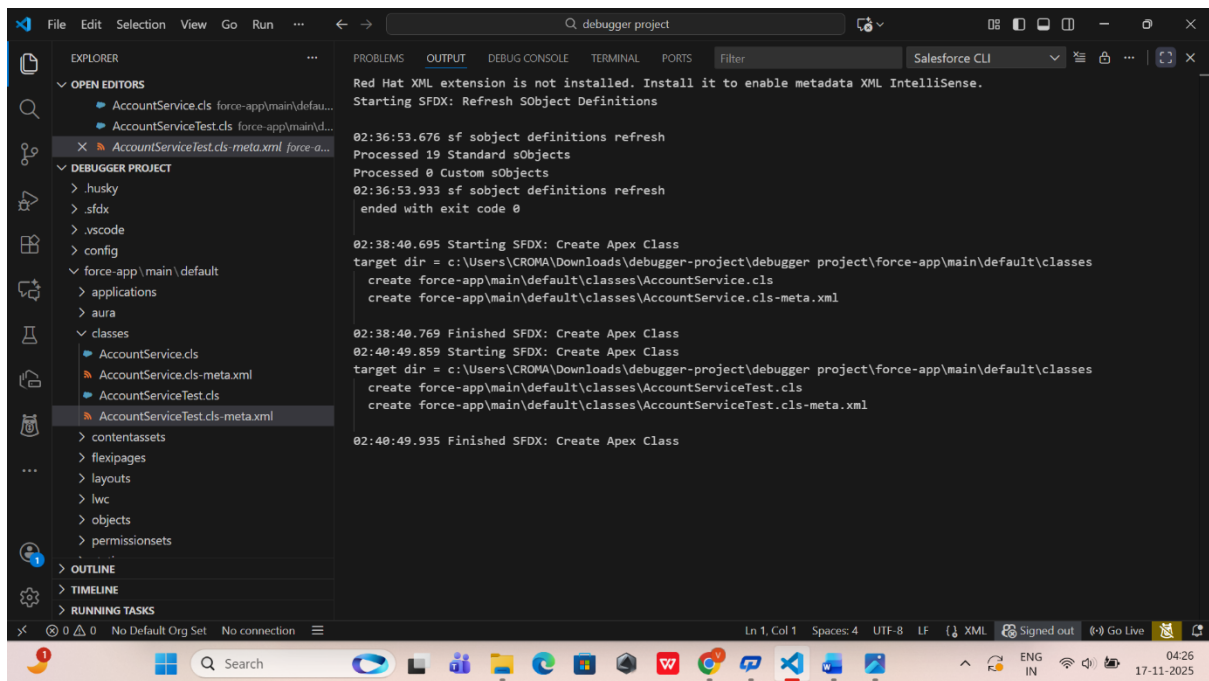 File Edit Selection View Go Run ··· debugger project
EXPLORER ···
OPEN EDITORS
AccountService.cls force-app\main\defau...
AccountServiceTest.cls force-app\main\d...
AccountServiceTest.cls-meta.xml force-a...
DEBUGGER PROJECT
.husky
.sfdx
.vscode
config
force-app\main\default
applications
aura
classes
AccountService.cls
AccountService.cls-meta.xml
AccountServiceTest.cls
AccountServiceTest.cls-meta.xml
contentassets
flexipages
layouts
lwc
objects
permissionsets
OUTLINE
TIMELINE
RUNNING TASKS
PROBLEMS OUTPUT DEBUG CONSOLE TERMINAL PORTS Filter Salesforce CLI
Red Hat XML extension is not installed. Install it to enable metadata XML IntelliSense.
Starting SFDX: Refresh SObject Definitions
02:36:53.676 sf sobject definitions refresh
Processed 19 Standard sObjects
Processed 0 Custom sObjects
02:36:53.933 sf sobject definitions refresh
ended with exit code 0
02:38:40.695 Starting SFDX: Create Apex Class
target dir = c:\Users\CROMA\Downloads\debugger-project\debugger project\force-app\main\default\classes
create force-app\main\default\classes\AccountService.cls
create force-app\main\default\classes\AccountService.cls-meta.xml
02:38:40.769 Finished SFDX: Create Apex Class
02:40:49.859 Starting SFDX: Create Apex Class
target dir = c:\Users\CROMA\Downloads\debugger-project\debugger project\force-app\main\default\classes
create force-app\main\default\classes\AccountServiceTest.cls
create force-app\main\default\classes\AccountServiceTest.cls-meta.xml
02:40:49.935 Finished SFDX: Create Apex Class
1
0 0 No Default Org Set No connection Ln 1, Col 1 Spaces: 4 UTF-8 LF XML Signed out Go Live
1 Search ENG 04:26
IN 17-11-2025